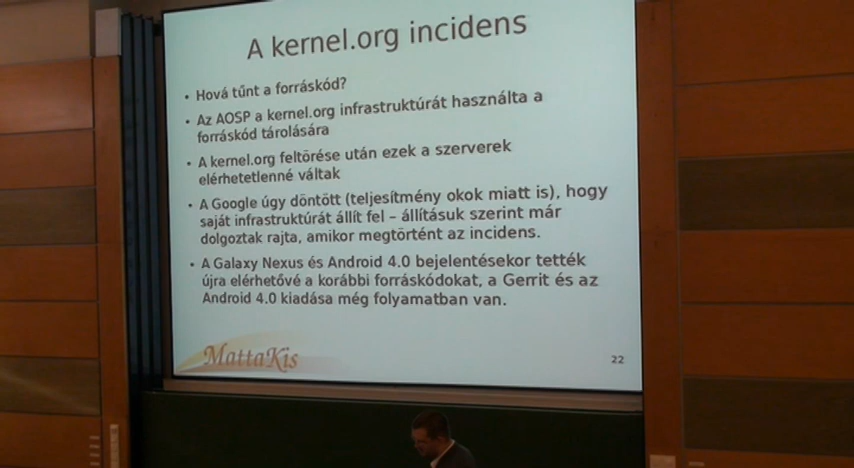 A kernel.org incidens
• Hová tűnt a forráskód?
• Az AOSP a kernel.org infrastruktúrát használta a
forráskód tárolására
• A kernel.org feltörése után ezek a szerverek
elérhetetlenné váltak
• A Google úgy döntött (teljesítmény okok miatt is), hogy
saját infrastruktúrát állít fel – állításuk szerint már
dolgoztak rajta, amikor megtörtént az incidens.
• A Galaxy Nexus és Android 4.0 bejelentésekor tették
újra elérhetővé a korábbi forráskódokat, a Gerrit és az
Android 4.0 kiadása még folyamatban van.
MattaKis
22